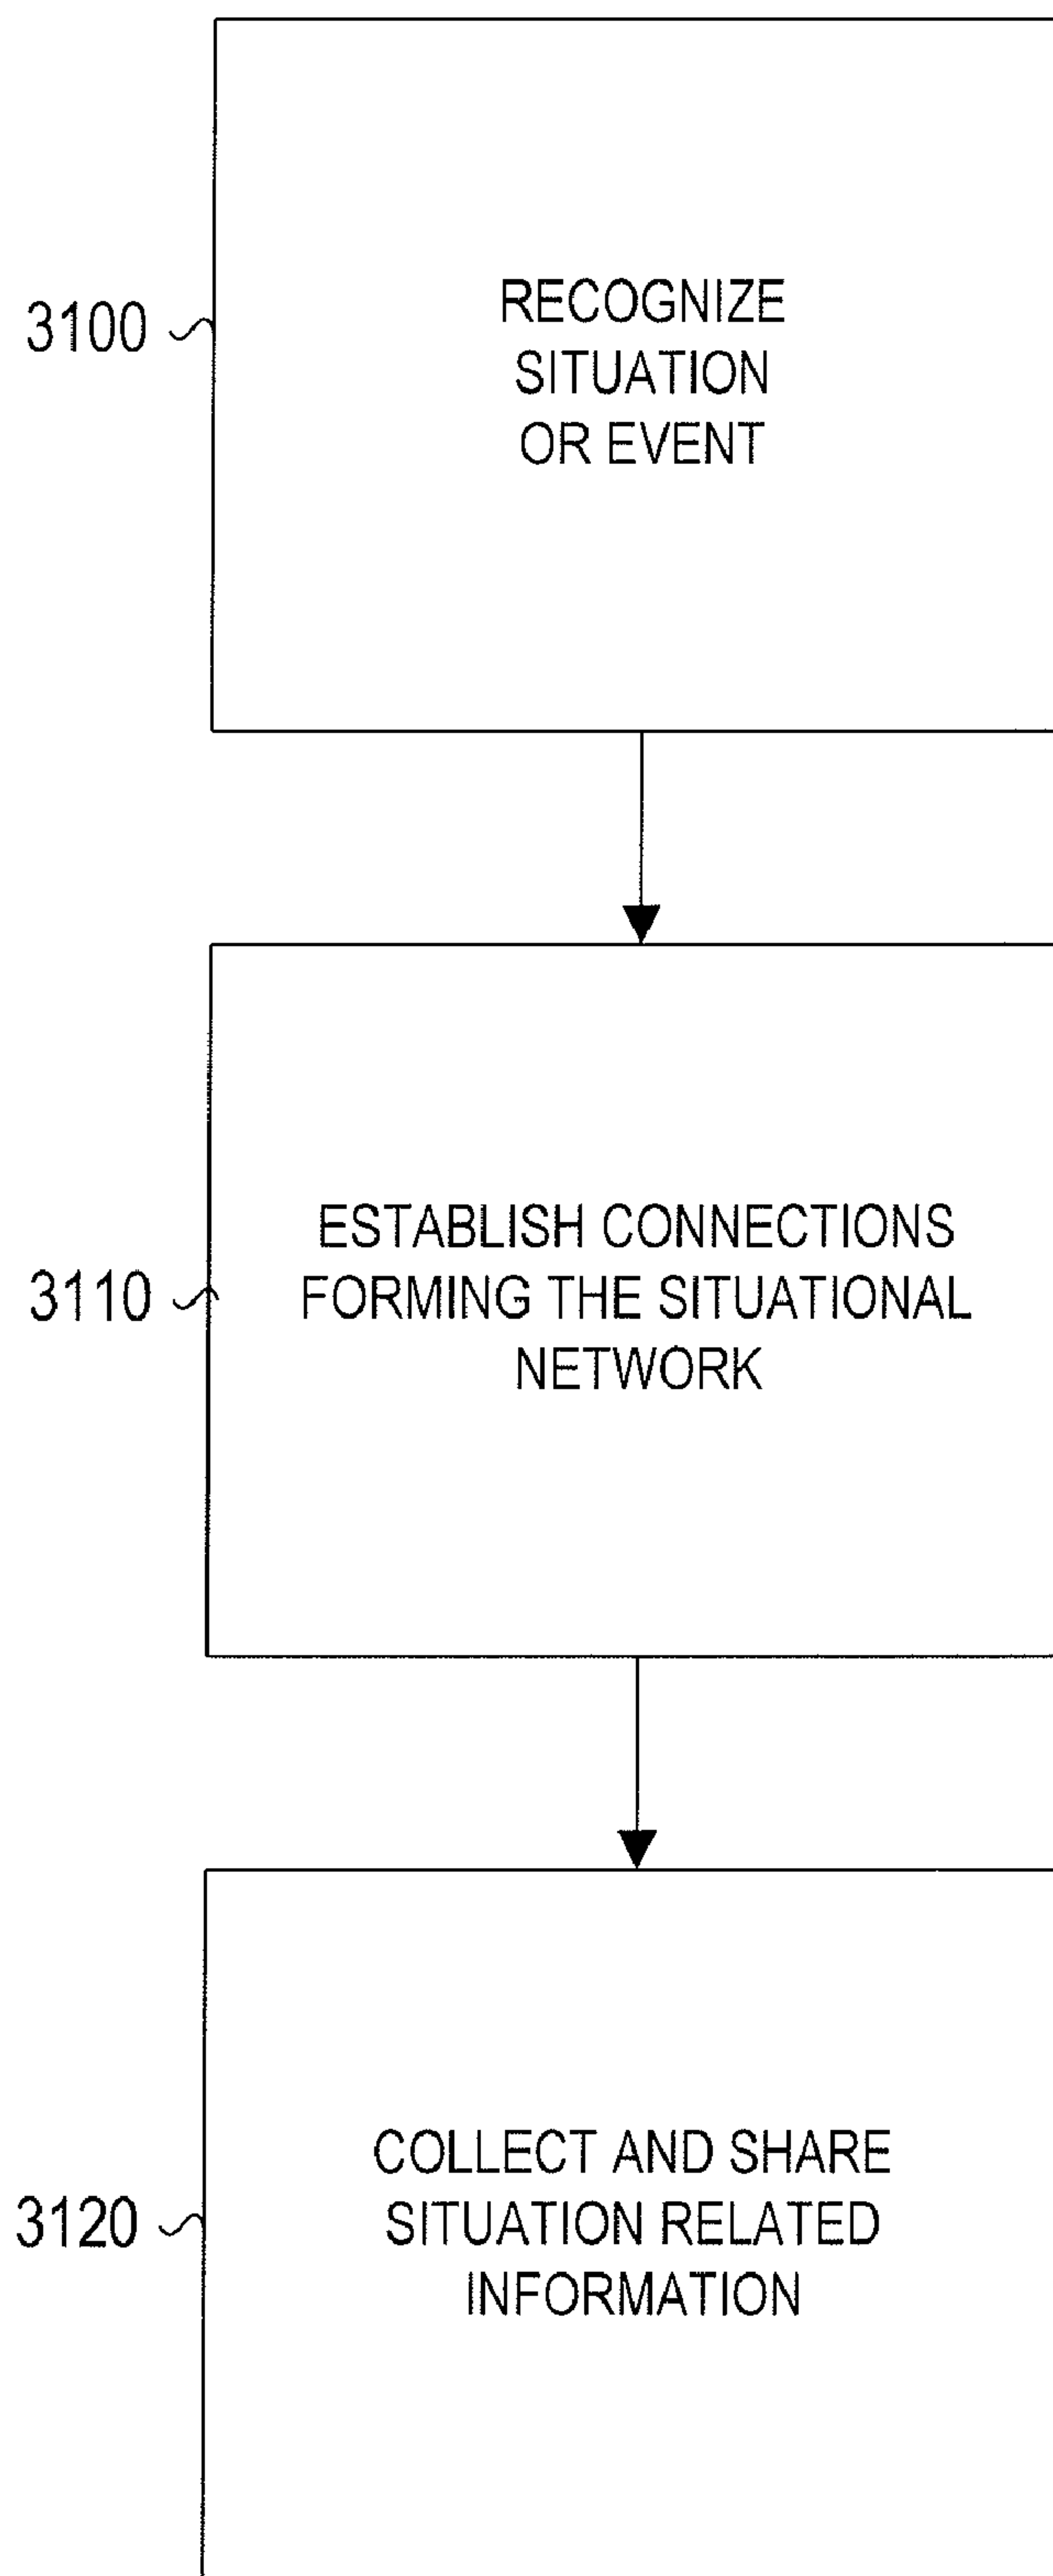 3100
RECOGNIZE
SITUATION
OR EVENT
3110
ESTABLISH CONNECTIONS
FORMING THE SITUATIONAL
NETWORK
3120
COLLECT AND SHARE
SITUATION RELATED
INFORMATION